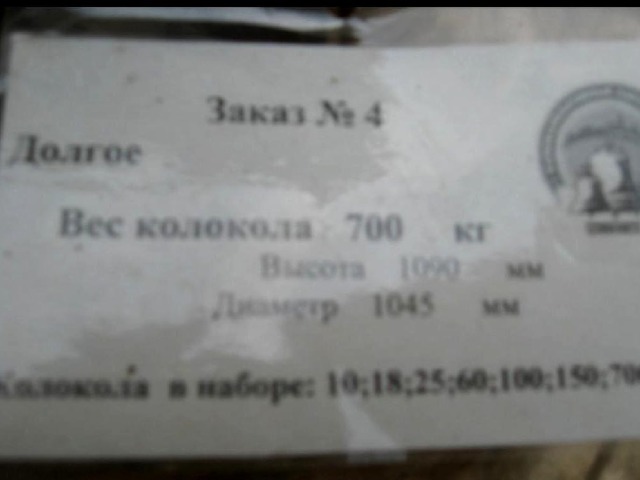 Заказ № 4
Долгое
Вес колокола 700 кг
Высота 1090 мм
Диаметр 1045 мм
Колокола в наборе: 10;18;25;60;100;150;700